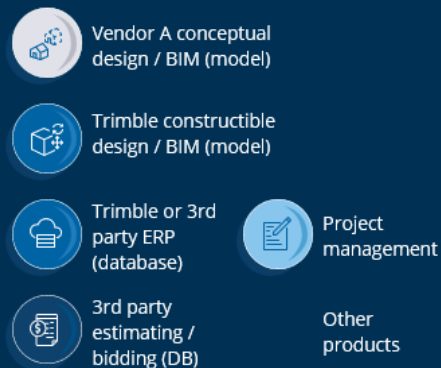 Vendor A conceptual
design / BIM (model)
Trimble constructible
design / BIM (model)
Trimble or 3rd
party ERP
(database)
Project
management
3rd party
estimating /
bidding (DB)
Other
products